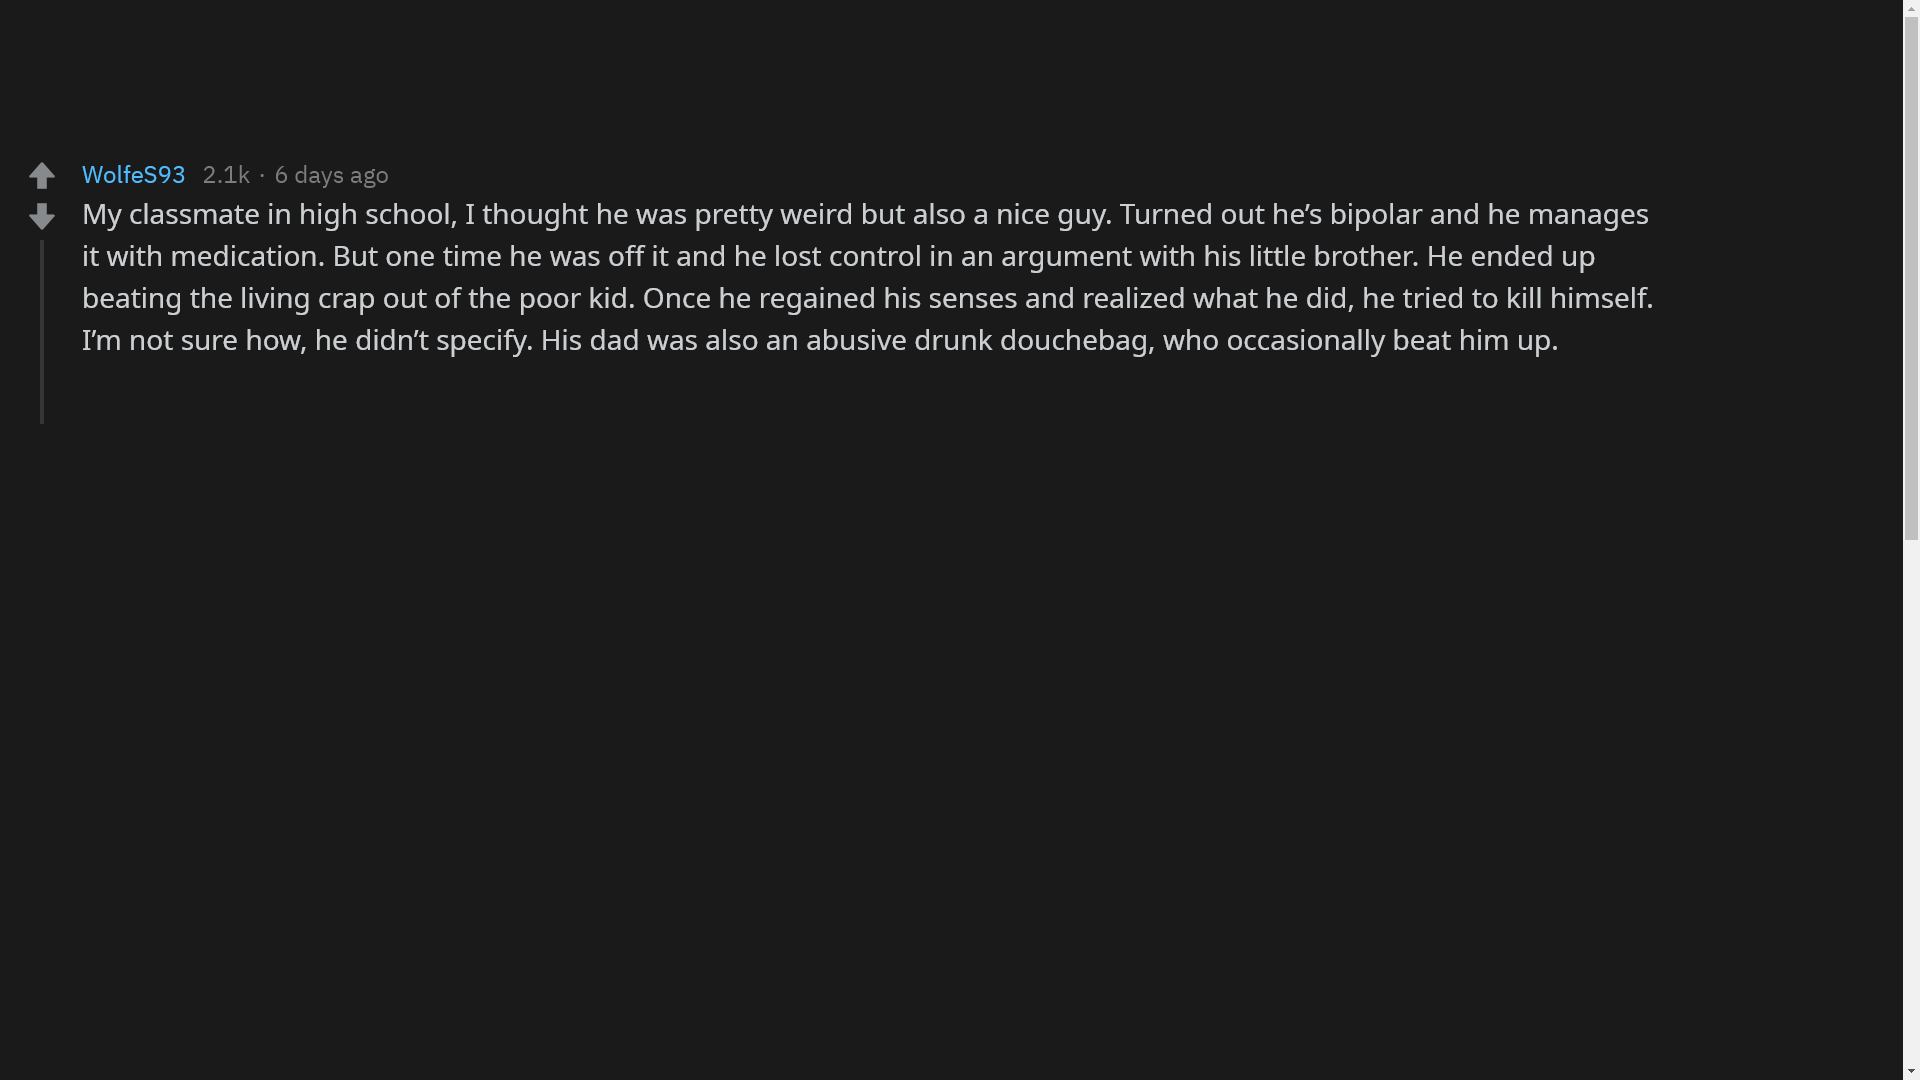 WolfeS93 2.1k · 6 days ago
My classmate in high school, I thought he was pretty weird but also a nice guy. Turned out he’s bipolar and he manages
it with medication. But one time he was off it and he lost control in an argument with his little brother. He ended up
beating the living crap out of the poor kid. Once he regained his senses and realized what he did, he tried to kill himself.
I’m not sure how, he didn’t specify. His dad was also an abusive drunk douchebag, who occasionally beat him up.